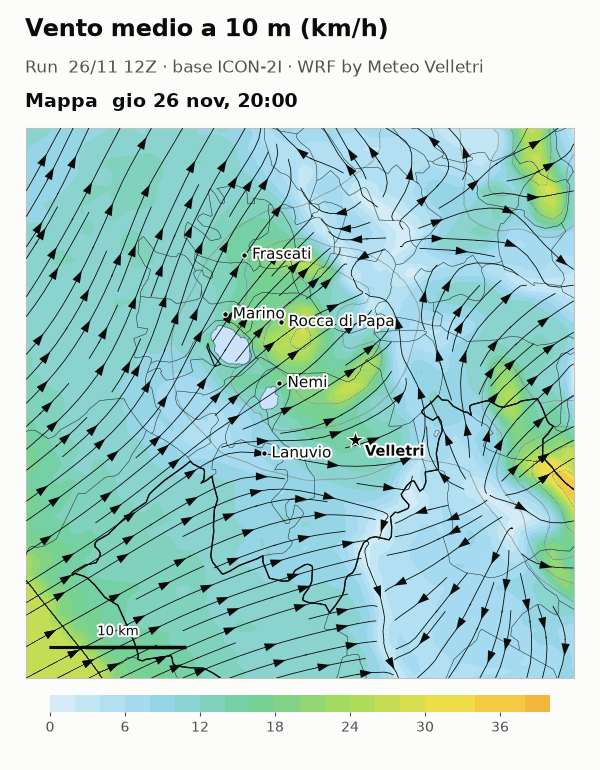 Vento medio a 10 m (km/h)
Run  26/11 12Z · base ICON-2I · WRF by Meteo Velletri
Mappa  gio 26 nov, 20:00
Frascati
Marino
Rocca di Papa
Nemi
Velletri
Lanuvio
10 km
0 6 12 18 24 30 36